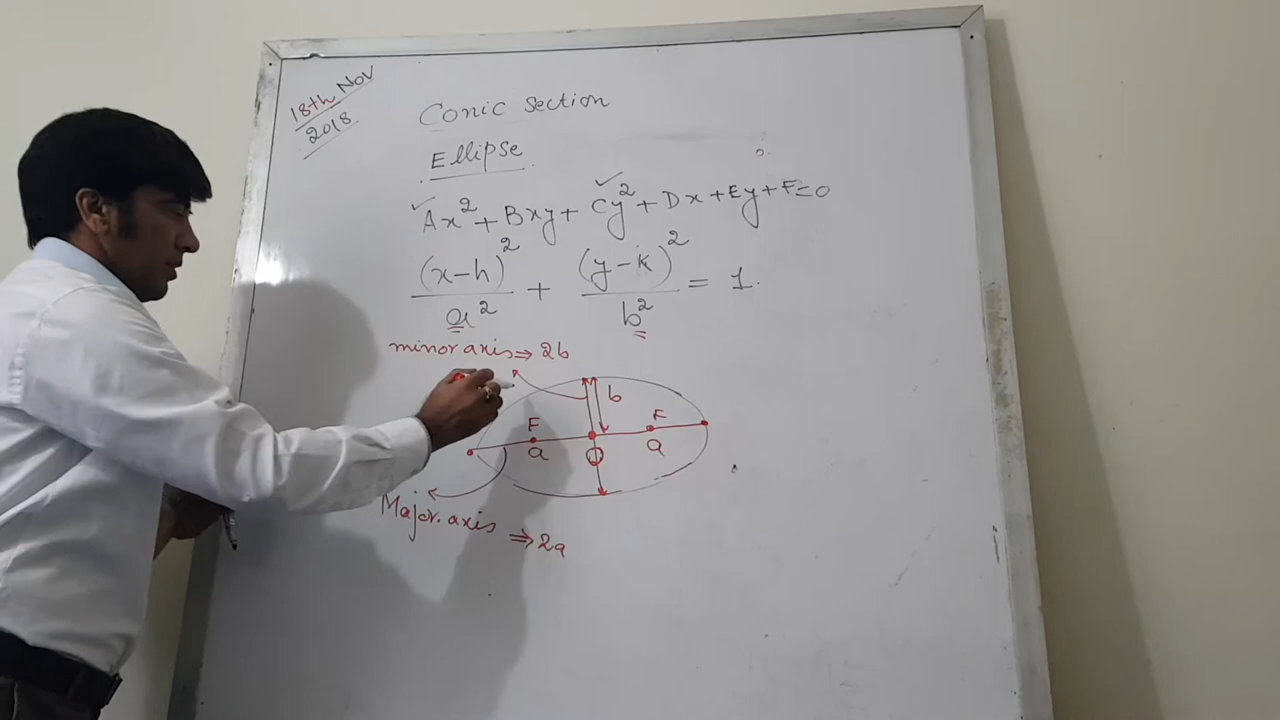 18th Nov
2018.
Conic section
Ellipse
Ax² + Bxy + Cy² + Dx + Ey + F = 0
(x-h)² / a² + (y-k)² / b² = 1.
minor axis ⇒ 2b
b
F F
a O a
Major. axis ⇒ 2a